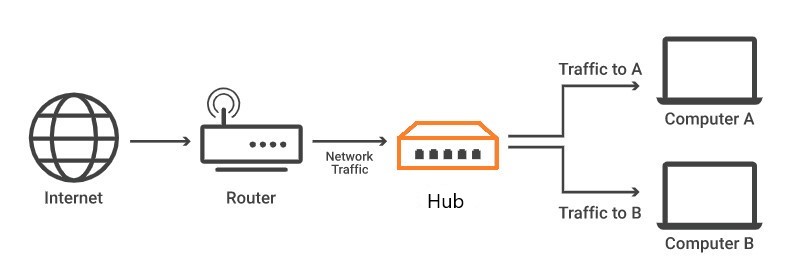 Traffic to A
Computer A
Internet
Router
Network
Traffic
Hub
Traffic to B
Computer B